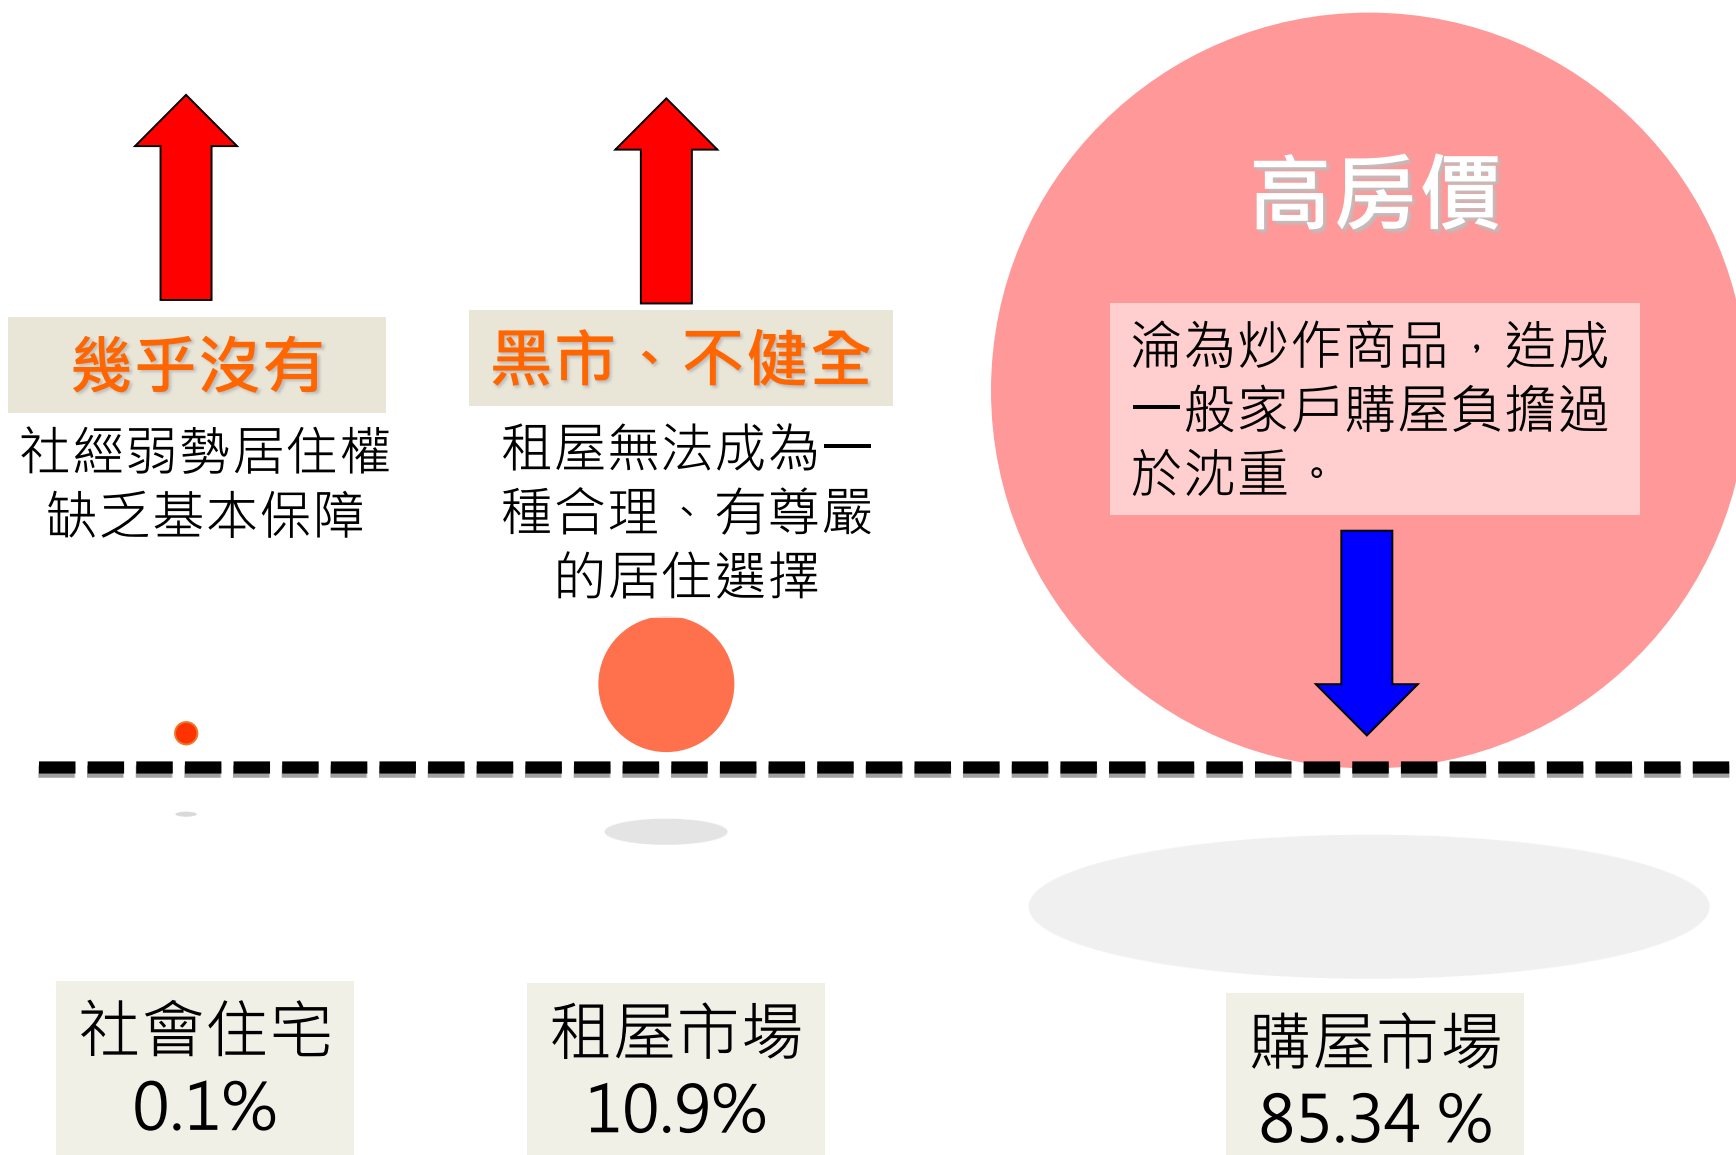 幾乎沒有
社經弱勢居住權
缺乏基本保障
黑市、不健全
租屋無法成為一
種合理、有尊嚴
的居住選擇
高房價
淪為炒作商品，造成
一般家戶購屋負擔過
於沈重。
社會住宅
0.1%
租屋市場
10.9%
購屋市場
85.34 %